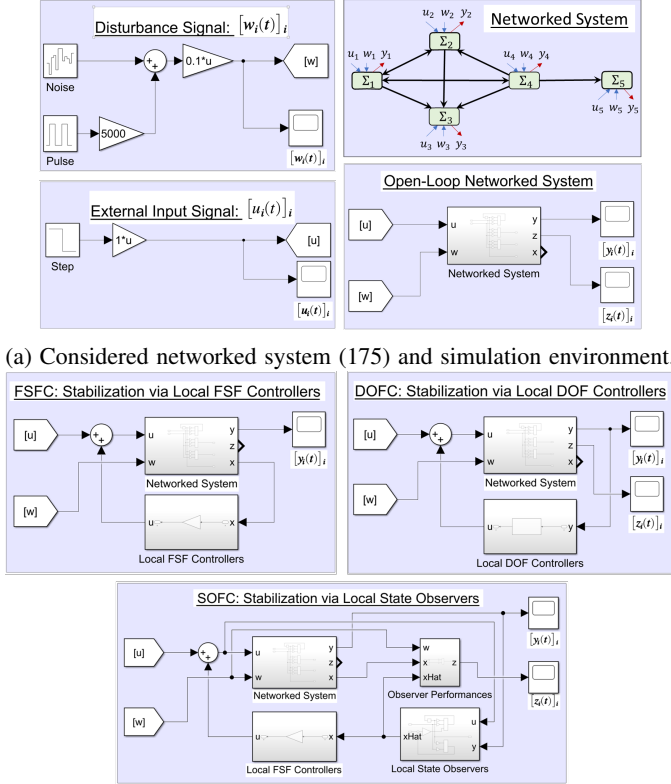 Disturbance Signal: [w_i(t)]_i
Noise
+
+
0.1*u
[w]
Pulse
5000
[w_i(t)]_i
Networked System
u_1 w_1 y_1
u_2 w_2 y_2
u_4 w_4 y_4
Σ_1
Σ_2
Σ_4
Σ_5
Σ_3
u_3 w_3 y_3
u_5 w_5 y_5
External Input Signal: [u_i(t)]_i
Step
1*u
[u]
[u_i(t)]_i
Open-Loop Networked System
[u]
[w]
u
w
y
z
x
Networked System
[y_i(t)]_i
[z_i(t)]_i
(a) Considered networked system (175) and simulation environment.
FSFC: Stabilization via Local FSF Controllers
[u]
+
+
u
w
y
z
x
Networked System
[y_i(t)]_i
[w]
u
x
Local FSF Controllers
DOFC: Stabilization via Local DOF Controllers
[u]
+
+
u
w
y
z
x
Networked System
[y_i(t)]_i
[w]
[z_i(t)]_i
u
y
Local DOF Controllers
SOFC: Stabilization via Local State Observers
[u]
+
+
u
w
y
z
x
Networked System
w
x
xHat
z
Observer Performances
[y_i(t)]_i
[w]
[z_i(t)]_i
u
x
Local FSF Controllers
xHat
u
y
Local State Observers